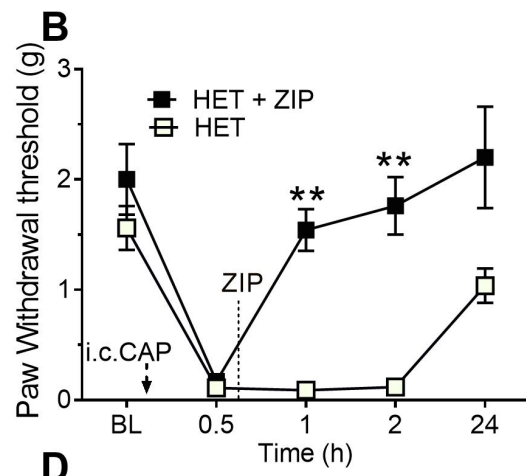 B
Paw Withdrawal threshold (g)
3
2
1
0
HET + ZIP
HET
**
**
ZIP
i.c.CAP
BL
0.5
1
2
24
Time (h)
D